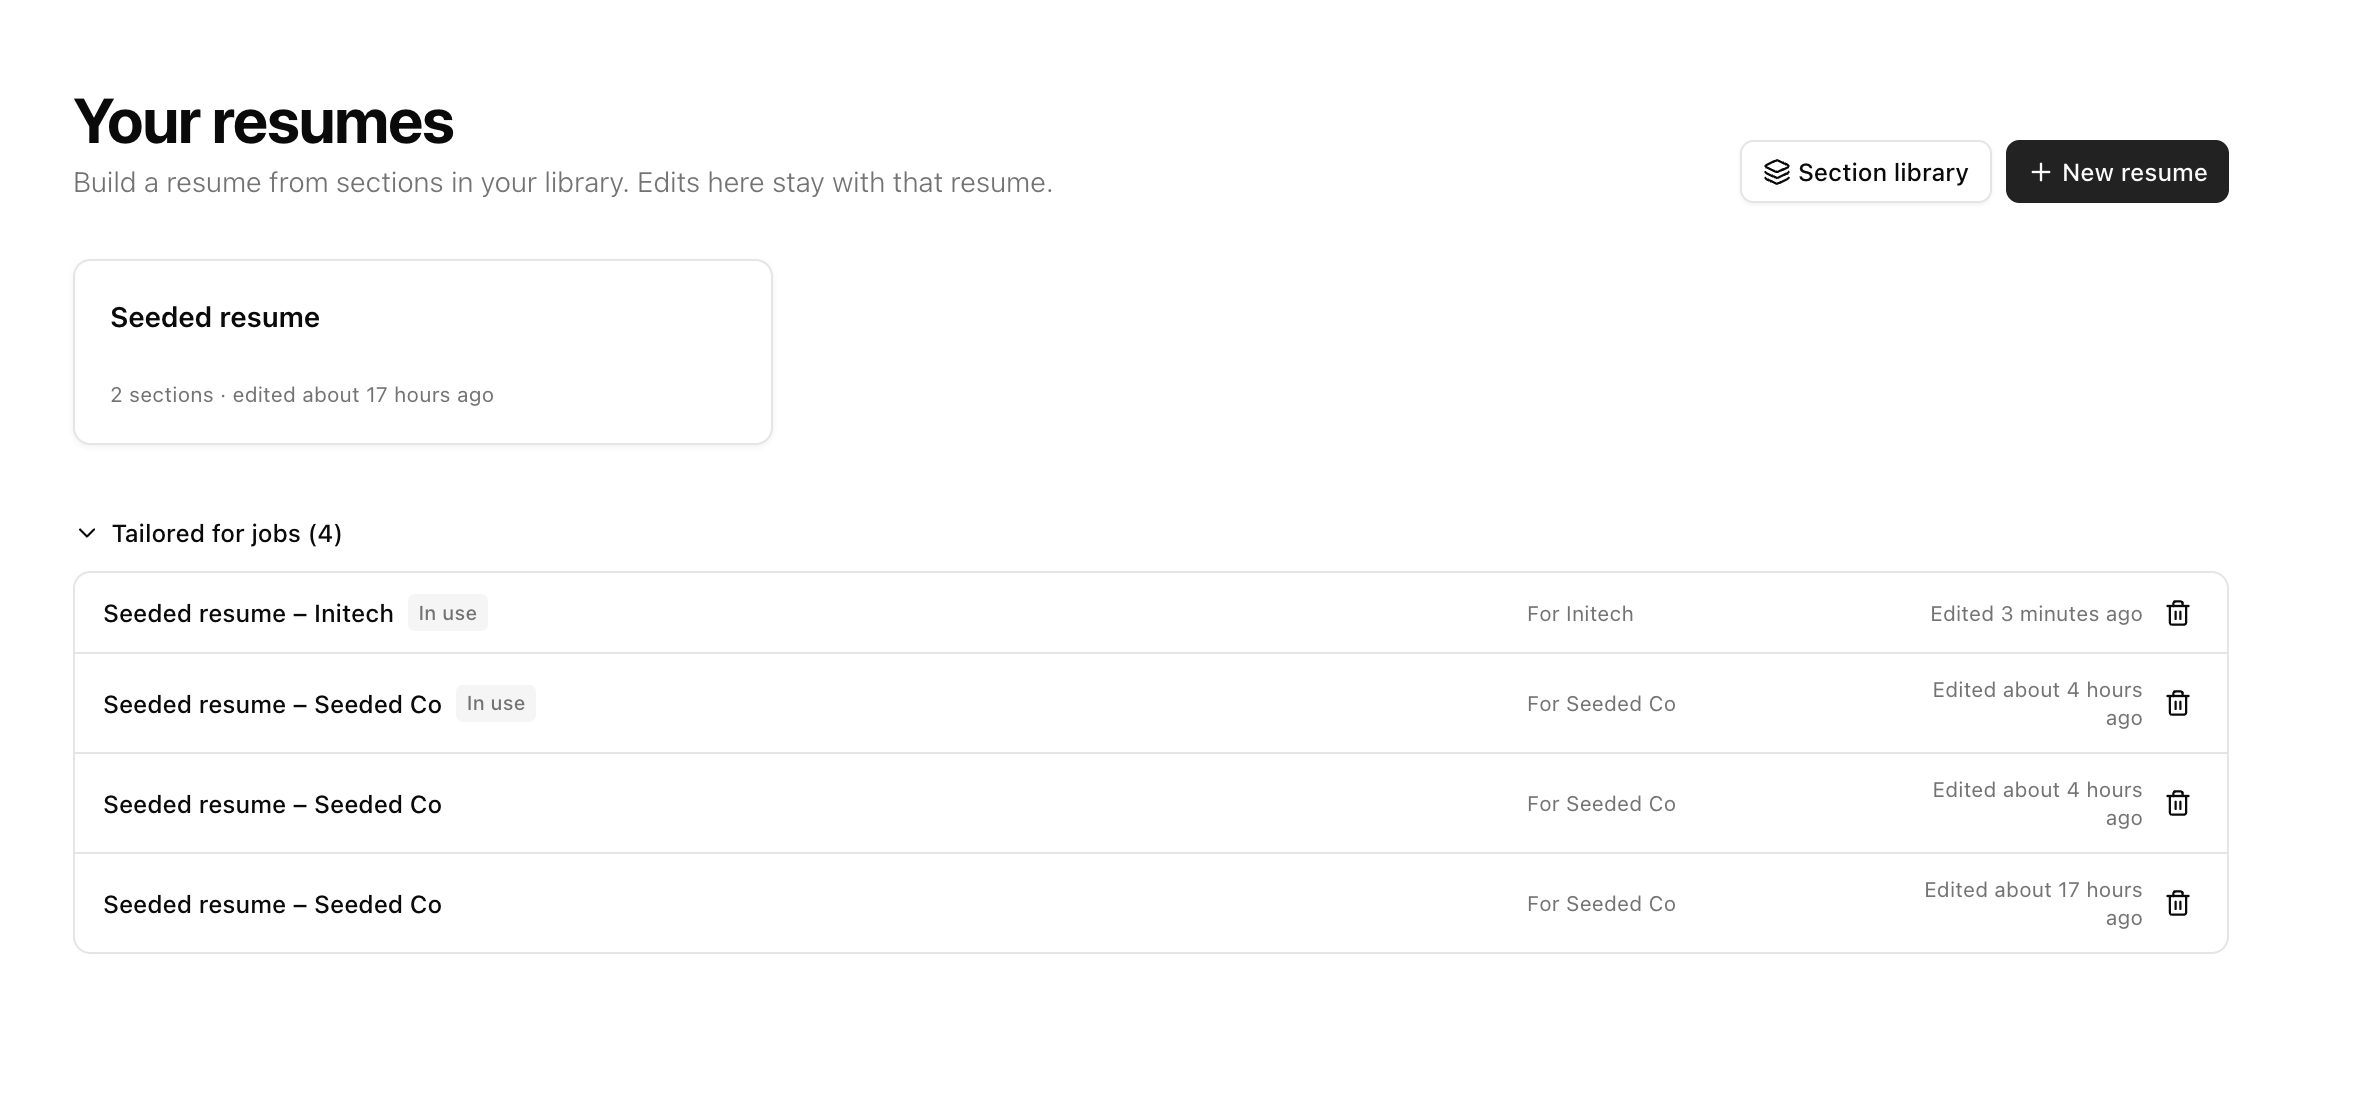 Your resumes
Build a resume from sections in your library. Edits here stay with that resume.
Section library
New resume
Seeded resume
2 sections · edited about 17 hours ago
Tailored for jobs (4)
Seeded resume – Initech In use For Initech Edited 3 minutes ago
Seeded resume – Seeded Co In use For Seeded Co Edited about 4 hours
ago
Seeded resume – Seeded Co For Seeded Co Edited about 4 hours
ago
Seeded resume – Seeded Co For Seeded Co Edited about 17 hours
ago